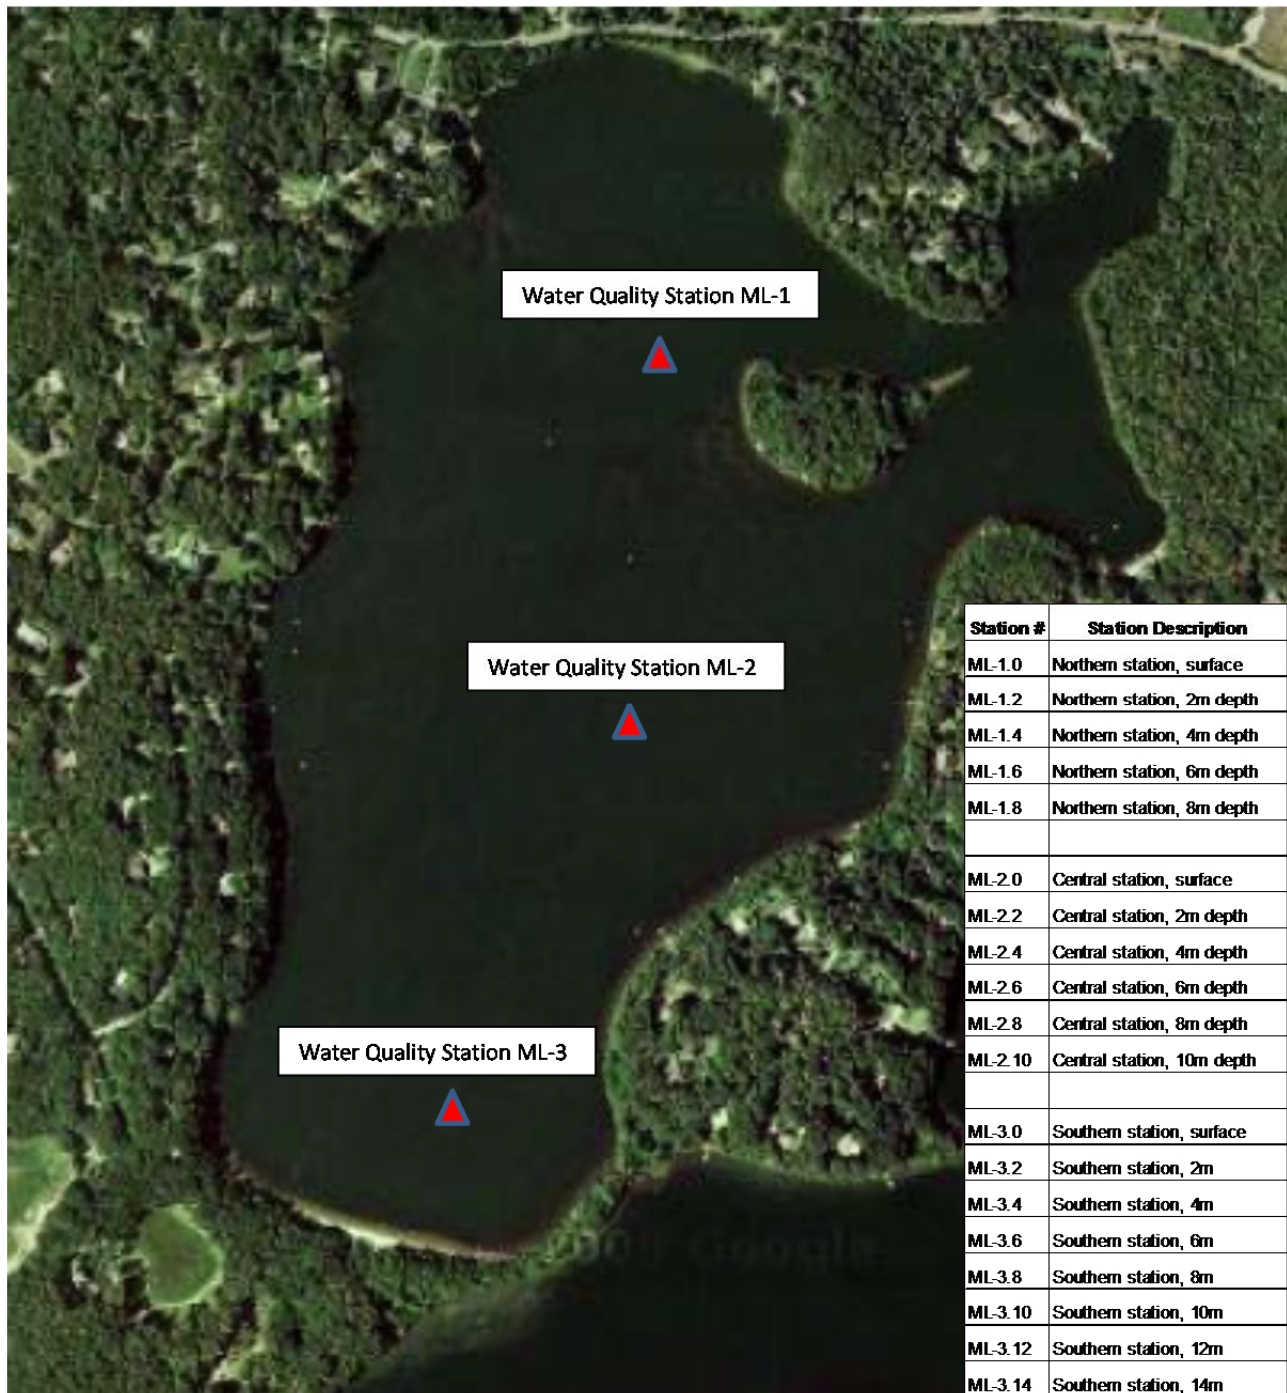 Water Quality Station ML-1
Water Quality Station ML-2
Water Quality Station ML-3
Station # Station Description
ML-1.0 Northern station, surface
ML-1.2 Northern station, 2m depth
ML-1.4 Northern station, 4m depth
ML-1.6 Northern station, 6m depth
ML-1.8 Northern station, 8m depth
ML-2.0 Central station, surface
ML-2.2 Central station, 2m depth
ML-2.4 Central station, 4m depth
ML-2.6 Central station, 6m depth
ML-2.8 Central station, 8m depth
ML-2.10 Central station, 10m depth
ML-3.0 Southern station, surface
ML-3.2 Southern station, 2m
ML-3.4 Southern station, 4m
ML-3.6 Southern station, 6m
ML-3.8 Southern station, 8m
ML-3.10 Southern station, 10m
ML-3.12 Southern station, 12m
ML-3.14 Southern station, 14m
Google